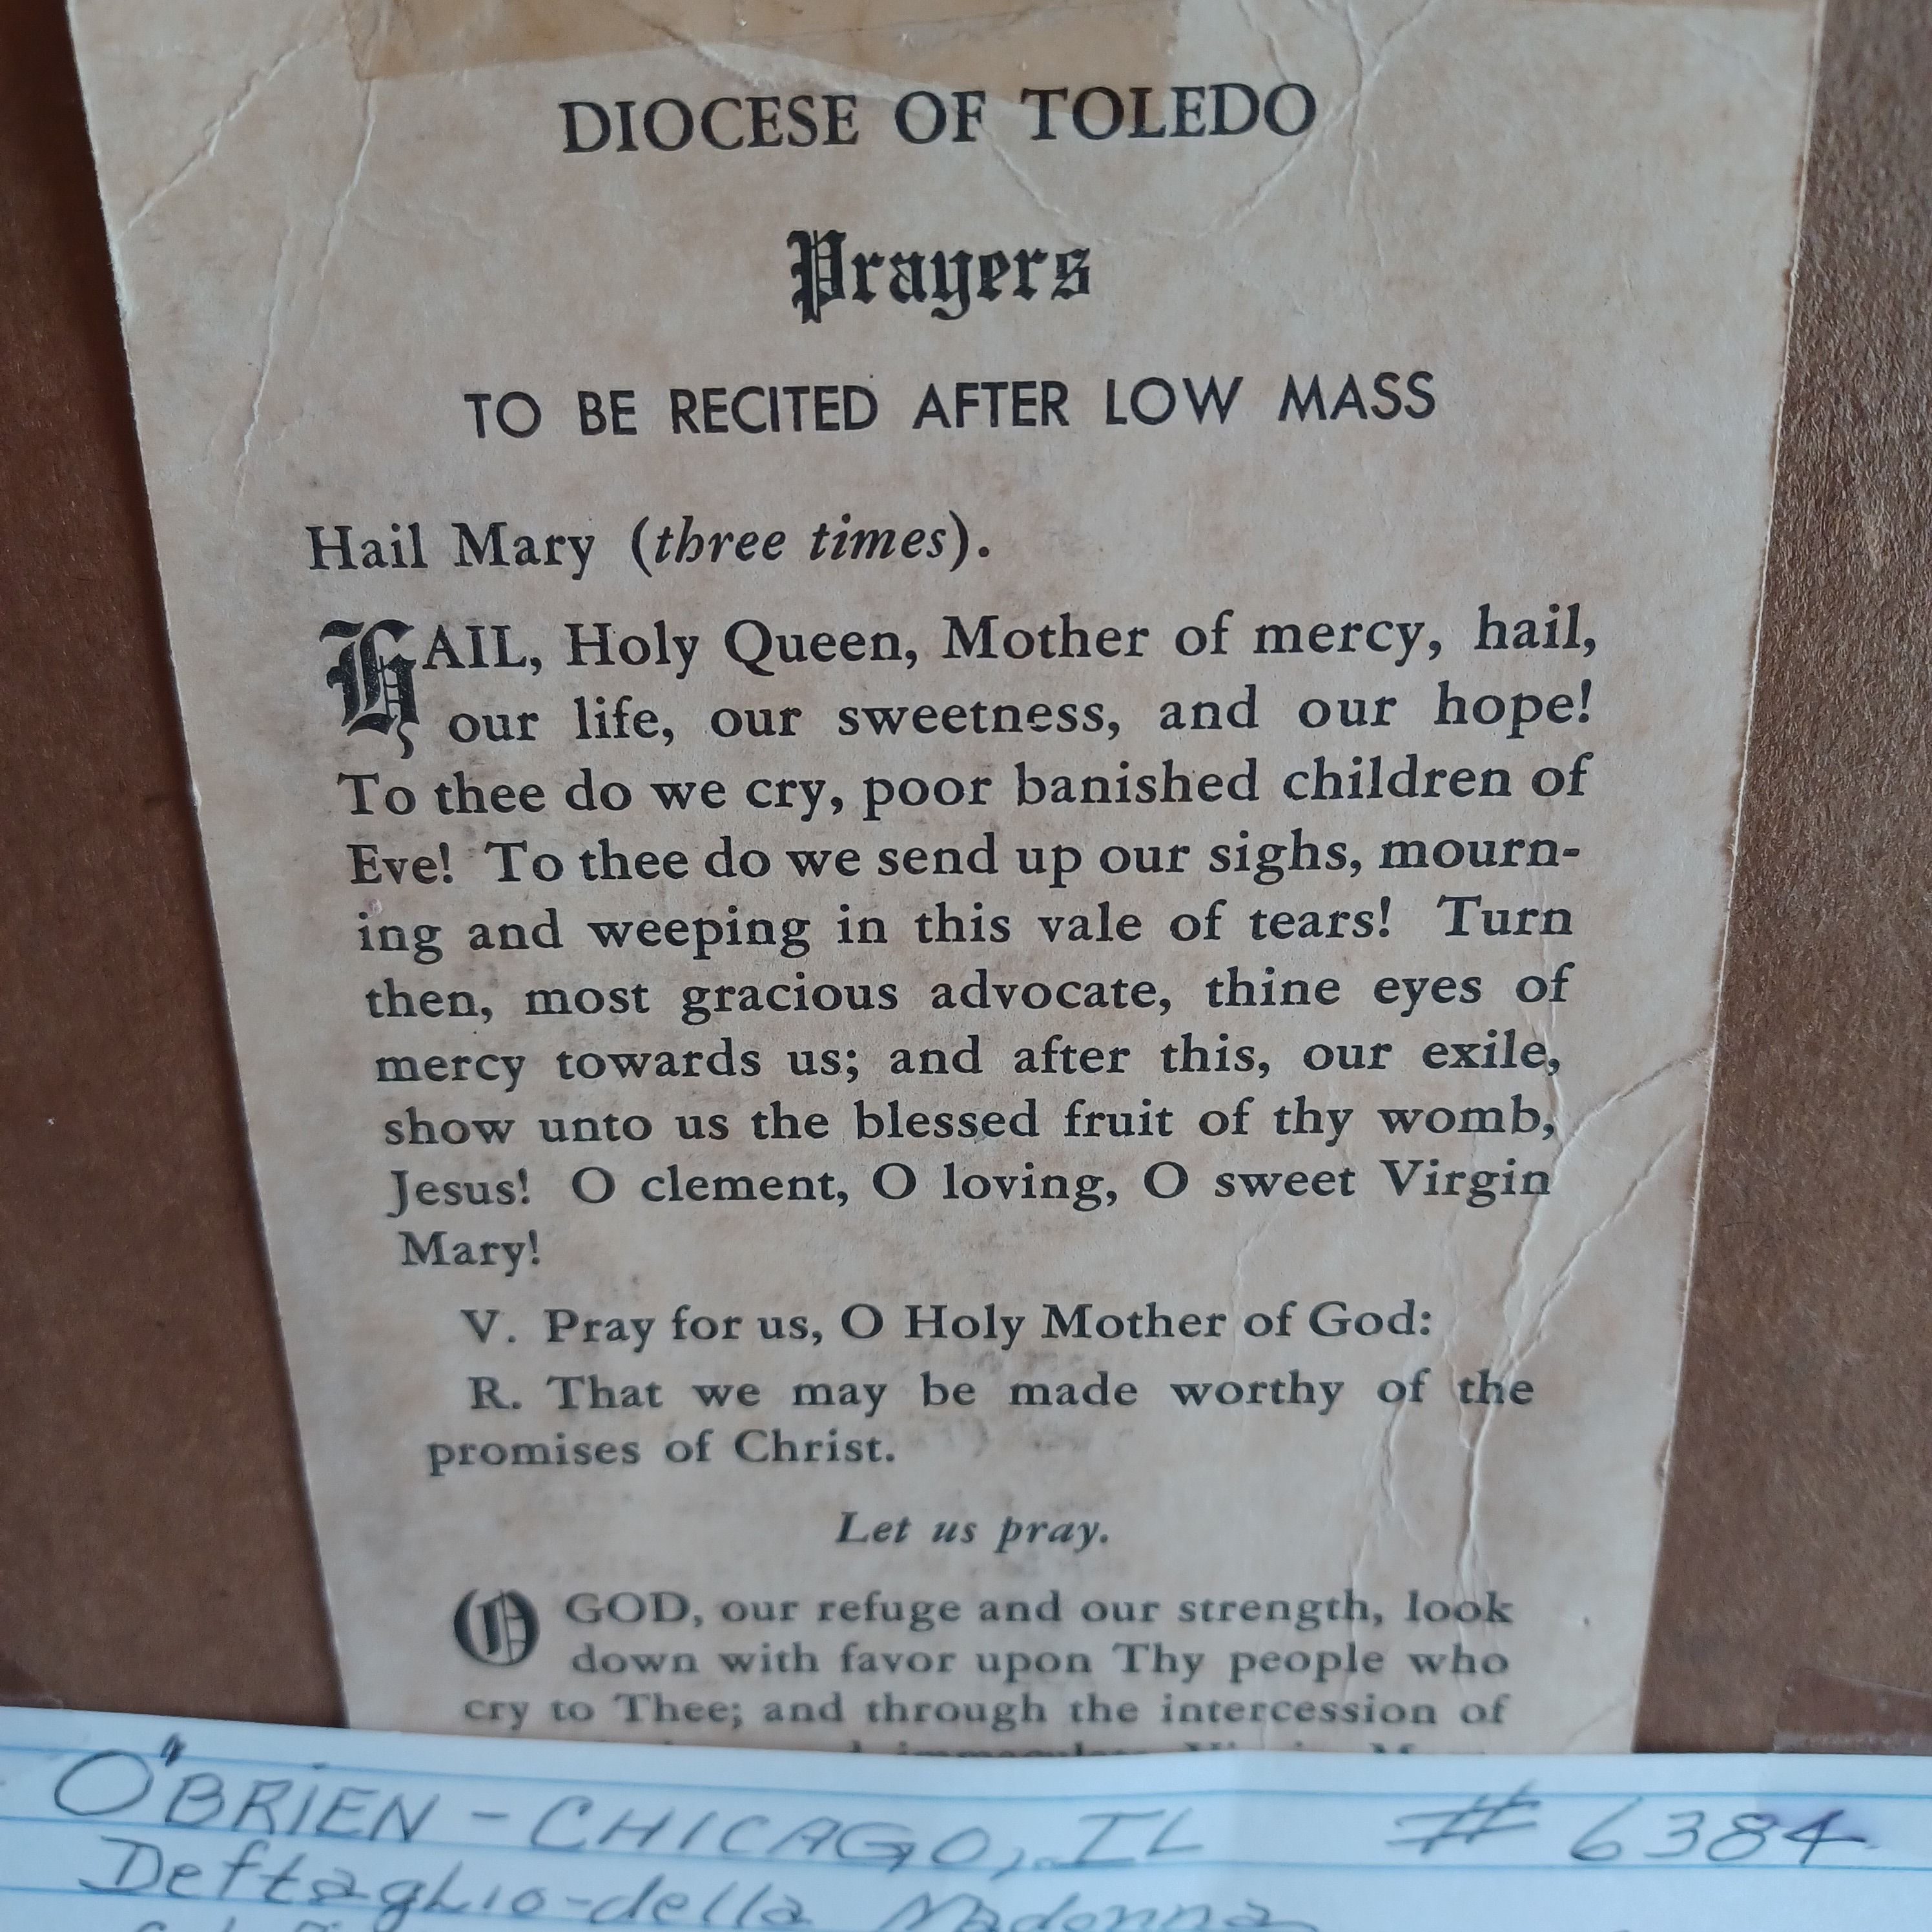 DIOCESE OF TOLEDO
Prayers
TO BE RECITED AFTER LOW MASS
Hail Mary (three times).
HAIL, Holy Queen, Mother of mercy, hail,
our life, our sweetness, and our hope!
To thee do we cry, poor banished children of
Eve! To thee do we send up our sighs, mourn-
ing and weeping in this vale of tears! Turn
then, most gracious advocate, thine eyes of
mercy towards us; and after this, our exile,
show unto us the blessed fruit of thy womb,
Jesus! O clement, O loving, O sweet Virgin
Mary!
V. Pray for us, O Holy Mother of God:
R. That we may be made worthy of the
promises of Christ.
Let us pray.
O GOD, our refuge and our strength, look
down with favor upon Thy people who
cry to Thee; and through the intercession of
O"BRIEN - CHICAGO, IL # 6384
Deftaglio-della Madonna